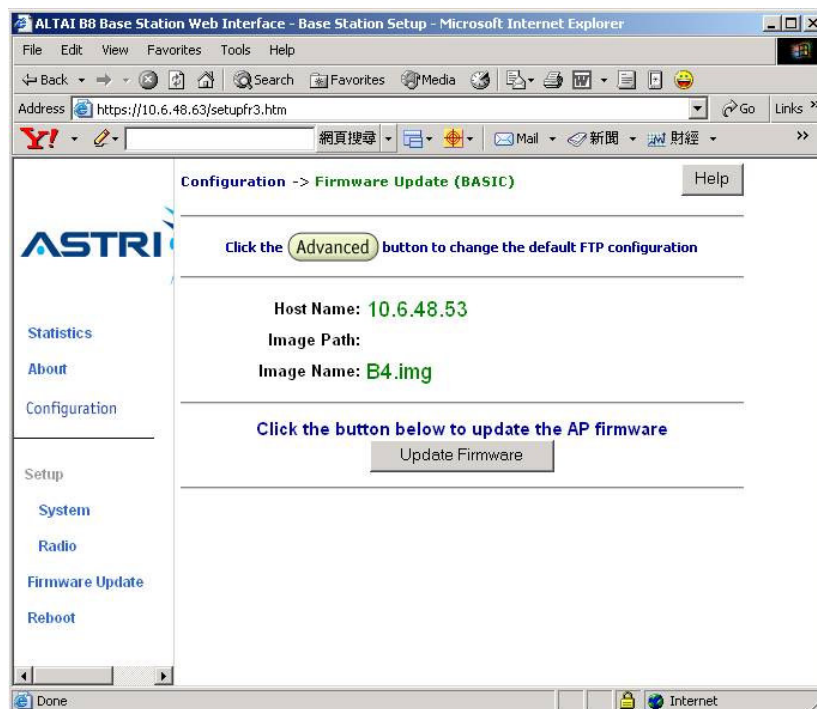 ALTAI B8 Base Station Web Interface - Base Station Setup - Microsoft Internet Explorer
File Edit View Favorites Tools Help
Back Search Favorites Media
Address https://10.6.48.63/setupfr3.htm Go Links »
Y! 網頁搜尋 Mail 新聞 財經 »
Configuration -> Firmware Update (BASIC) Help
ASTRI
Click the Advanced button to change the default FTP configuration
Host Name: 10.6.48.53
Image Path:
Image Name: B4.img
Click the button below to update the AP firmware
Update Firmware
Statistics
About
Configuration
Setup
System
Radio
Firmware Update
Reboot
Done Internet